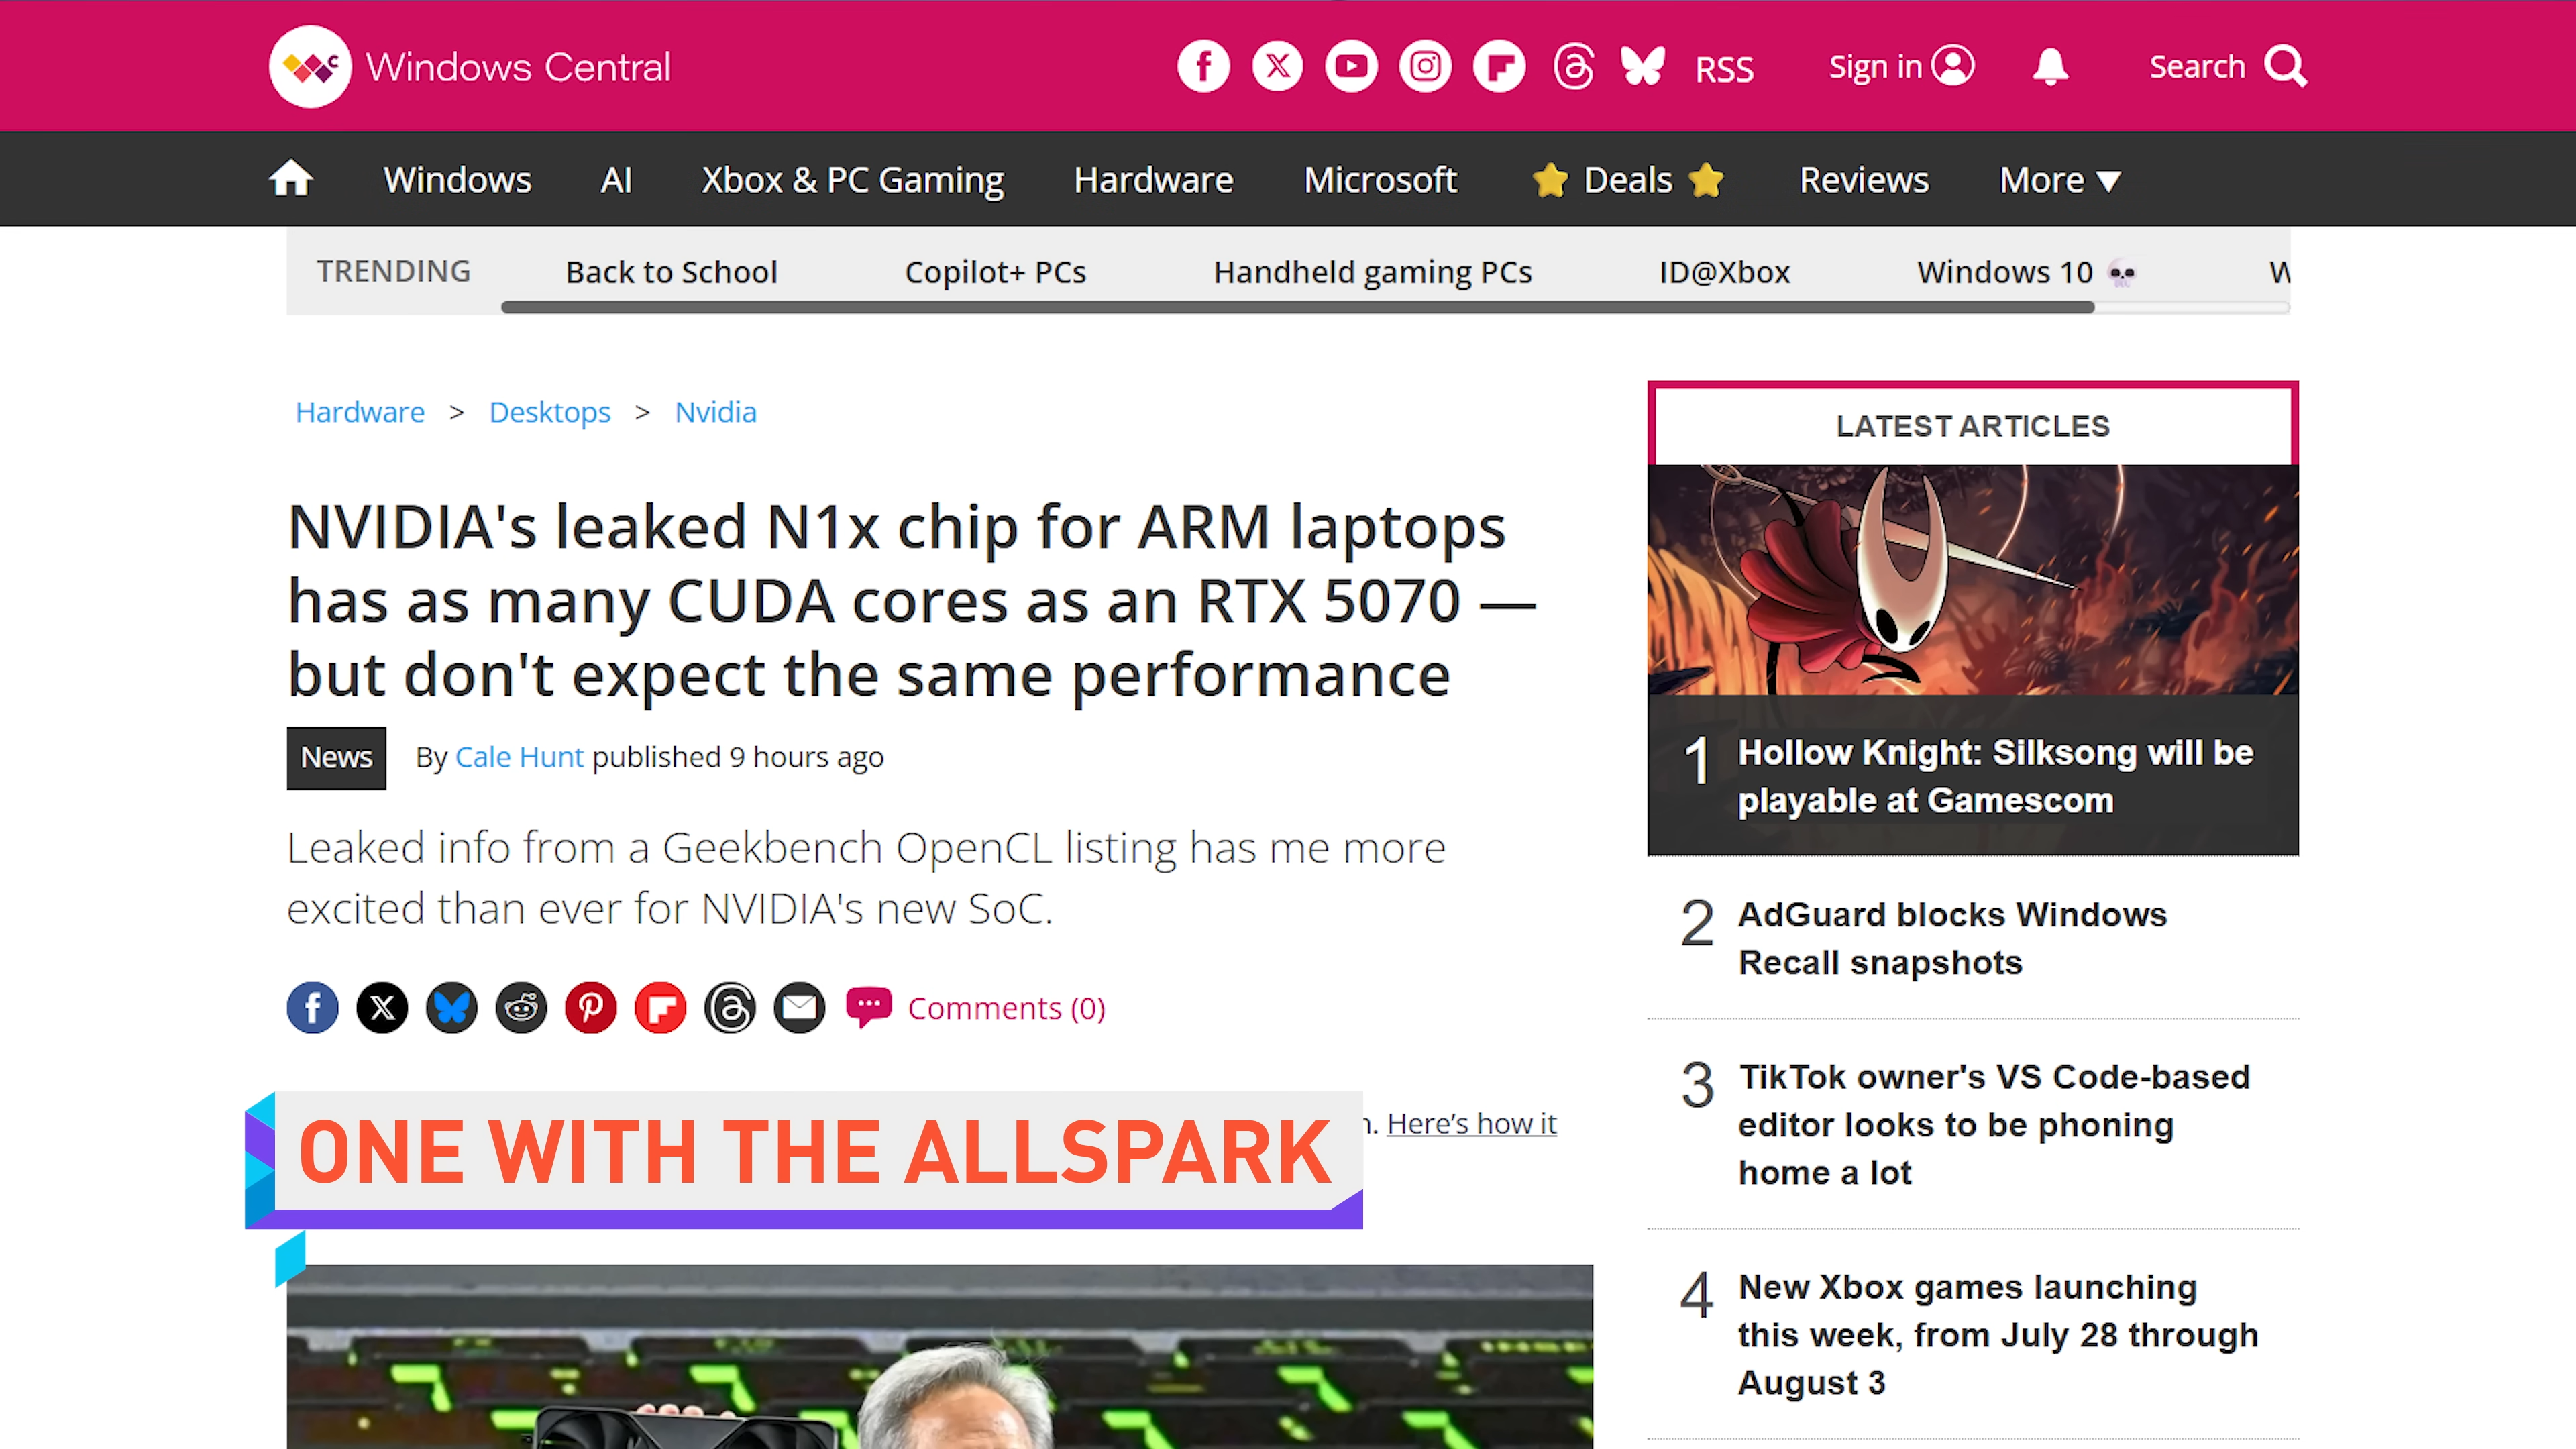 Windows Central
RSS
Sign in
Search
Windows
AI
Xbox & PC Gaming
Hardware
Microsoft
Deals
Reviews
More
TRENDING
Back to School
Copilot+ PCs
Handheld gaming PCs
ID@Xbox
Windows 10
Hardware > Desktops > Nvidia
NVIDIA's leaked N1x chip for ARM laptops
has as many CUDA cores as an RTX 5070 —
but don't expect the same performance
News
By Cale Hunt published 9 hours ago
Leaked info from a Geekbench OpenCL listing has me more
excited than ever for NVIDIA's new SoC.
Comments (0)
Here's how it
ONE WITH THE ALLSPARK
LATEST ARTICLES
1
Hollow Knight: Silksong will be
playable at Gamescom
2
AdGuard blocks Windows
Recall snapshots
3
TikTok owner's VS Code-based
editor looks to be phoning
home a lot
4
New Xbox games launching
this week, from July 28 through
August 3